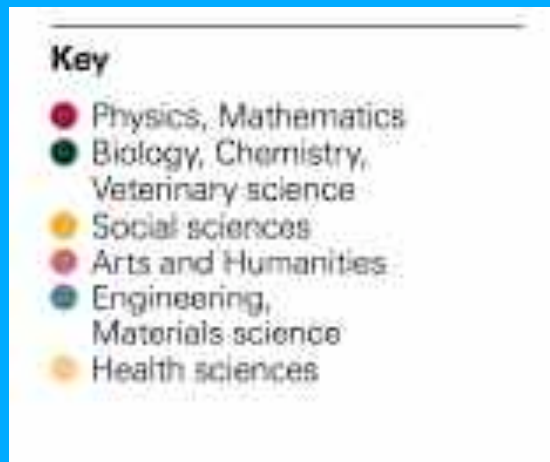 Key
Physics, Mathematics
Biology, Chemistry,
Veterinary science
Social sciences
Arts and Humanities
Engineering,
Materials science
Health sciences